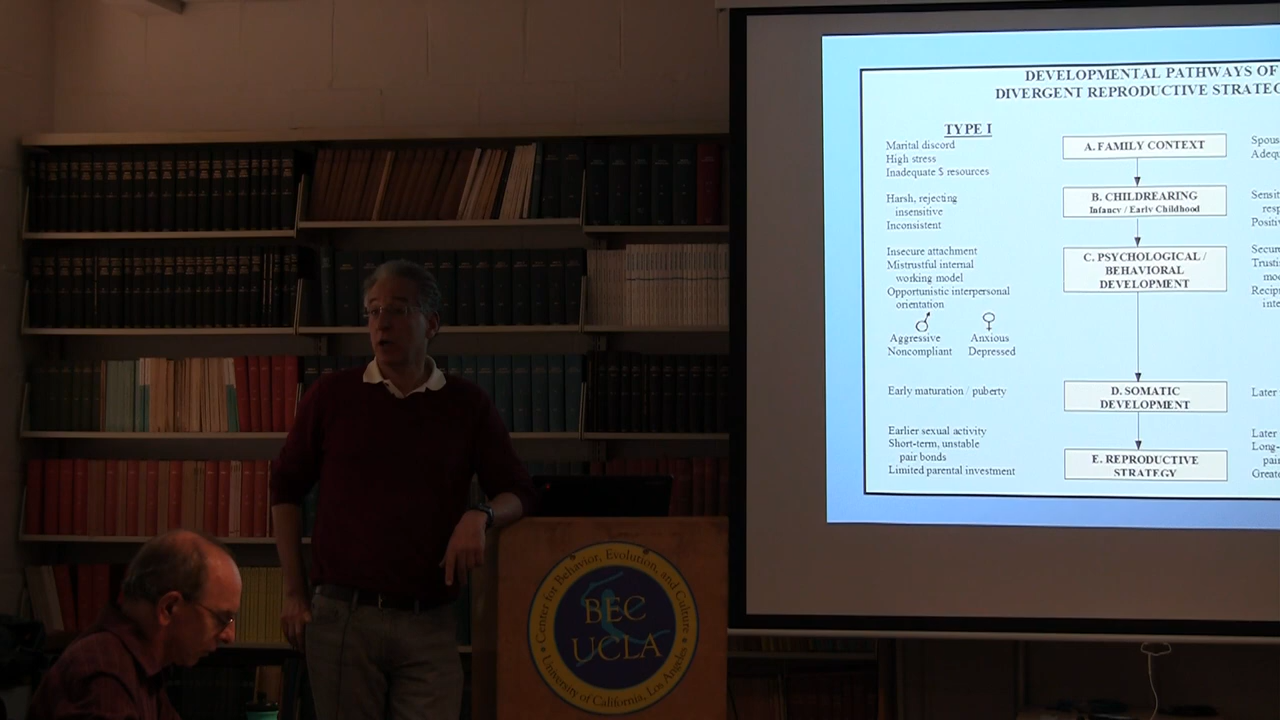 DEVELOPMENTAL PATHWAYS OF
DIVERGENT REPRODUCTIVE
TYPE I
Marital discord
High stress
Inadequate $ resources
Harsh, rejecting
insensitive
Inconsistent
Insecure attachment
Mistrustful internal
working model
Opportunistic interpersonal
orientation
♂ ♀
Aggressive Anxious
Noncompliant Depressed
Early maturation / puberty
Earlier sexual activity
Short-term, unstable
pair bonds
Limited parental investment
A. FAMILY CONTEXT
B. CHILDREARING
Infancy / Early Childhood
C. PSYCHOLOGICAL /
BEHAVIORAL
DEVELOPMENT
D. SOMATIC
DEVELOPMENT
E. REPRODUCTIVE
STRATEGY
Later
Later
Center for Behavior, Evolution, and Culture
BEC
UCLA
University of California, Los Angeles